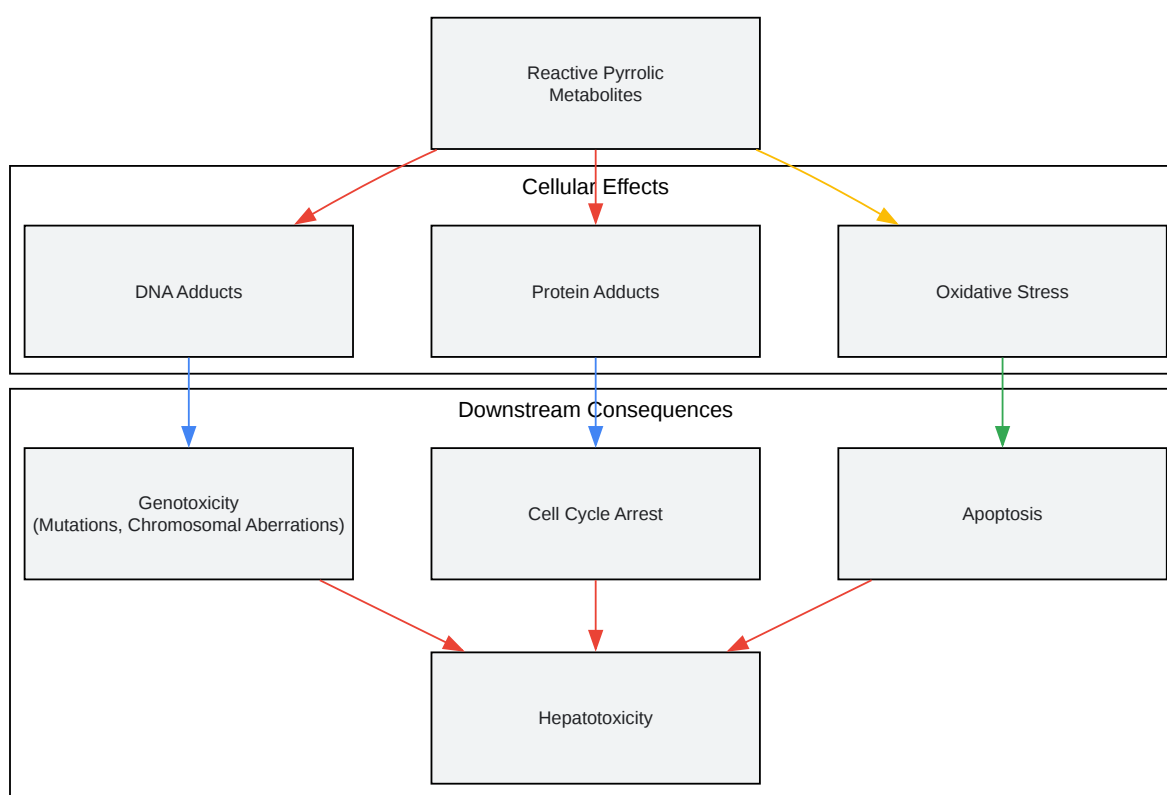 Reactive Pyrrolic
Metabolites
Cellular Effects
DNA Adducts
Protein Adducts
Oxidative Stress
Downstream Consequences
Genotoxicity
(Mutations, Chromosomal Aberrations)
Cell Cycle Arrest
Apoptosis
Hepatotoxicity